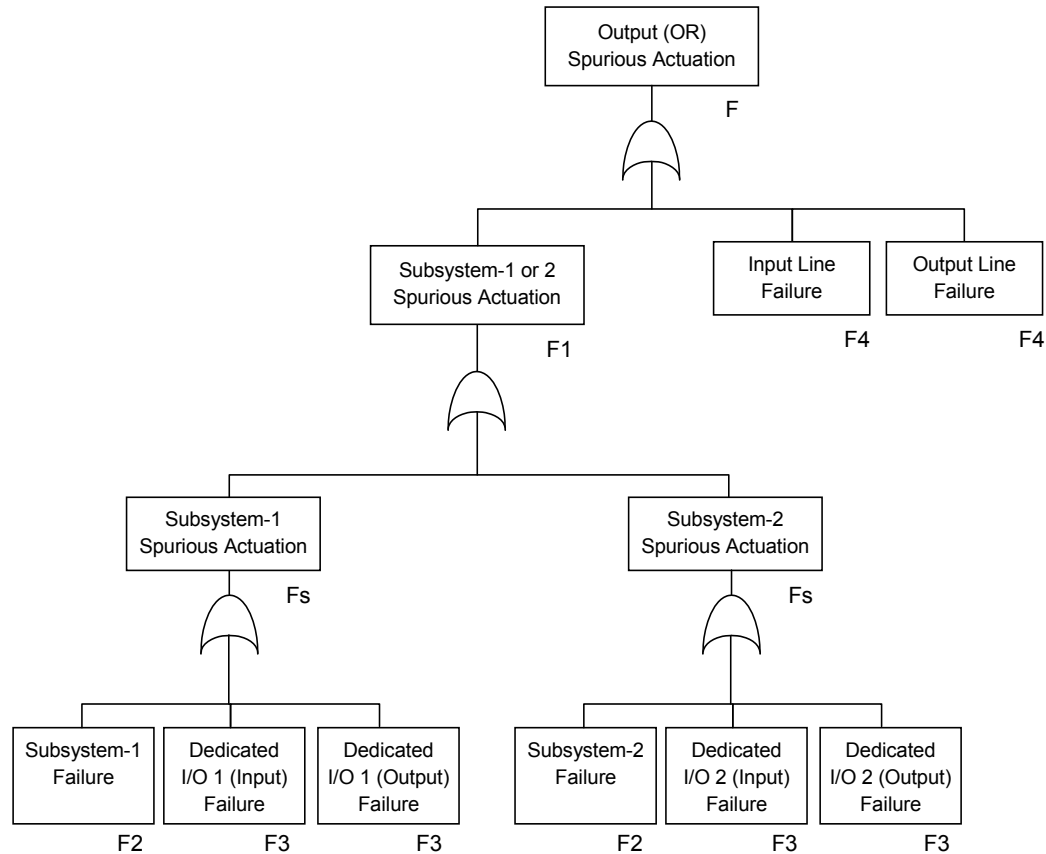 Output (OR)
Spurious Actuation
F
Subsystem-1 or 2
Spurious Actuation
F1
Input Line
Failure
F4
Output Line
Failure
F4
Subsystem-1
Spurious Actuation
Fs
Subsystem-2
Spurious Actuation
Fs
Subsystem-1
Failure
F2
Dedicated
I/O 1 (Input)
Failure
F3
Dedicated
I/O 1 (Output)
Failure
F3
Subsystem-2
Failure
F2
Dedicated
I/O 2 (Input)
Failure
F3
Dedicated
I/O 2 (Output)
Failure
F3